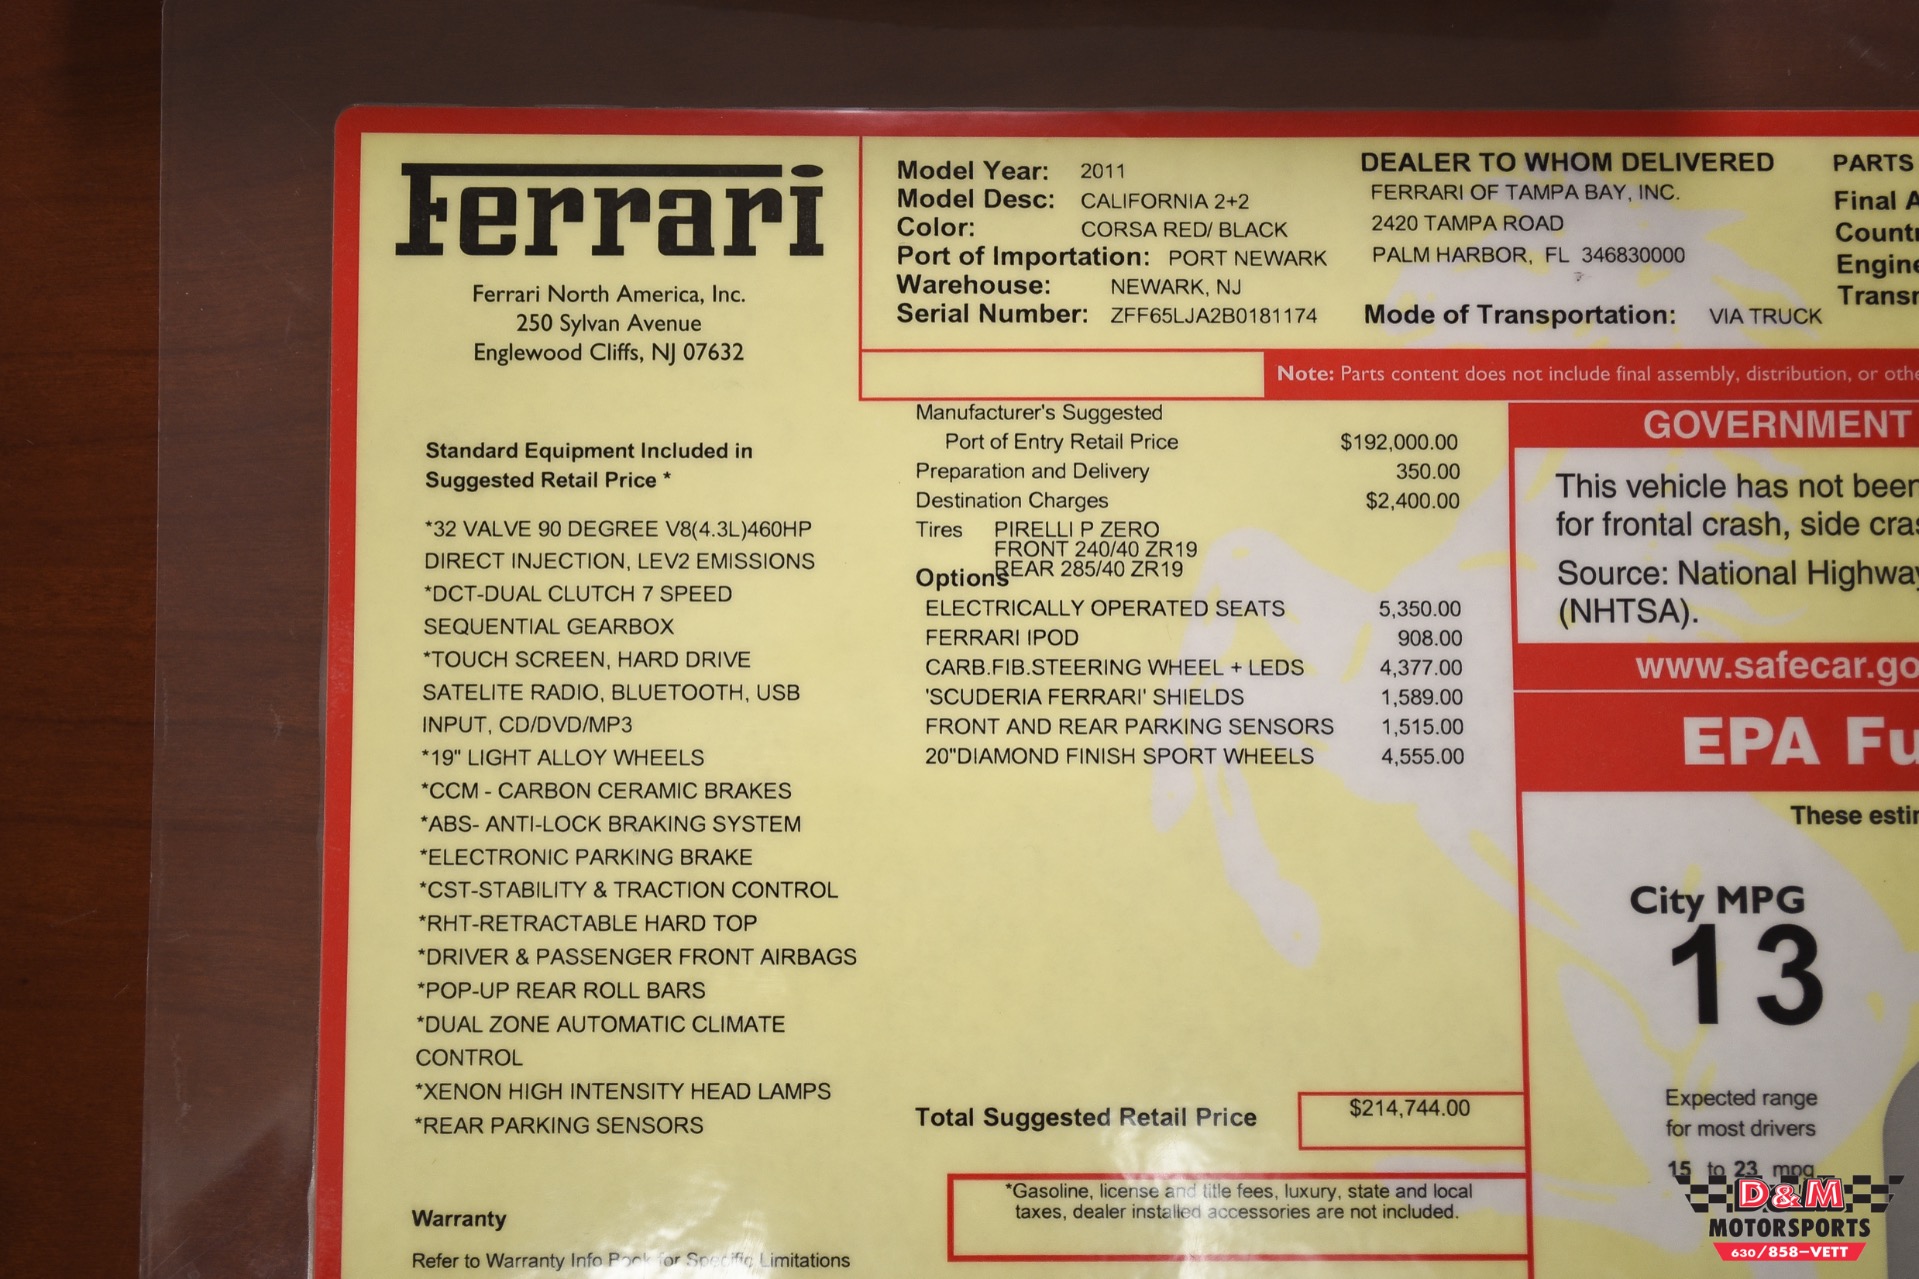 Ferrari
Ferrari North America, Inc.
250 Sylvan Avenue
Englewood Cliffs, NJ 07632
Standard Equipment Included in
Suggested Retail Price *
*32 VALVE 90 DEGREE V8(4.3L)460HP
DIRECT INJECTION, LEV2 EMISSIONS
*DCT-DUAL CLUTCH 7 SPEED
SEQUENTIAL GEARBOX
*TOUCH SCREEN, HARD DRIVE
SATELITE RADIO, BLUETOOTH, USB
INPUT, CD/DVD/MP3
*19" LIGHT ALLOY WHEELS
*CCM - CARBON CERAMIC BRAKES
*ABS- ANTI-LOCK BRAKING SYSTEM
*ELECTRONIC PARKING BRAKE
*CST-STABILITY & TRACTION CONTROL
*RHT-RETRACTABLE HARD TOP
*DRIVER & PASSENGER FRONT AIRBAGS
*POP-UP REAR ROLL BARS
*DUAL ZONE AUTOMATIC CLIMATE
CONTROL
*XENON HIGH INTENSITY HEAD LAMPS
*REAR PARKING SENSORS
Warranty
Refer to Warranty Info Book for Specific Limitations
Model Year: 2011
Model Desc: CALIFORNIA 2+2
Color: CORSA RED/ BLACK
Port of Importation: PORT NEWARK
Warehouse: NEWARK, NJ
Serial Number: ZFF65LJA2B0181174
DEALER TO WHOM DELIVERED
FERRARI OF TAMPA BAY, INC.
2420 TAMPA ROAD
PALM HARBOR, FL 346830000
Mode of Transportation: VIA TRUCK
PARTS
Final A
Countr
Engine
Transm
Note: Parts content does not include final assembly, distribution, or othe
Manufacturer's Suggested
Port of Entry Retail Price $192,000.00
Preparation and Delivery 350.00
Destination Charges $2,400.00
Tires PIRELLI P ZERO
FRONT 240/40 ZR19
REAR 285/40 ZR19
Options
ELECTRICALLY OPERATED SEATS 5,350.00
FERRARI IPOD 908.00
CARB.FIB.STEERING WHEEL + LEDS 4,377.00
'SCUDERIA FERRARI' SHIELDS 1,589.00
FRONT AND REAR PARKING SENSORS 1,515.00
20"DIAMOND FINISH SPORT WHEELS 4,555.00
Total Suggested Retail Price $214,744.00
*Gasoline, license and title fees, luxury, state and local
taxes, dealer installed accessories are not included.
GOVERNMENT
This vehicle has not been
for frontal crash, side cras
Source: National Highway
(NHTSA).
www.safecar.go
EPA Fu
These estim
City MPG
13
Expected range
for most drivers
15 to 23 mpg
D&M
MOTORSPORTS
630/858-VETT